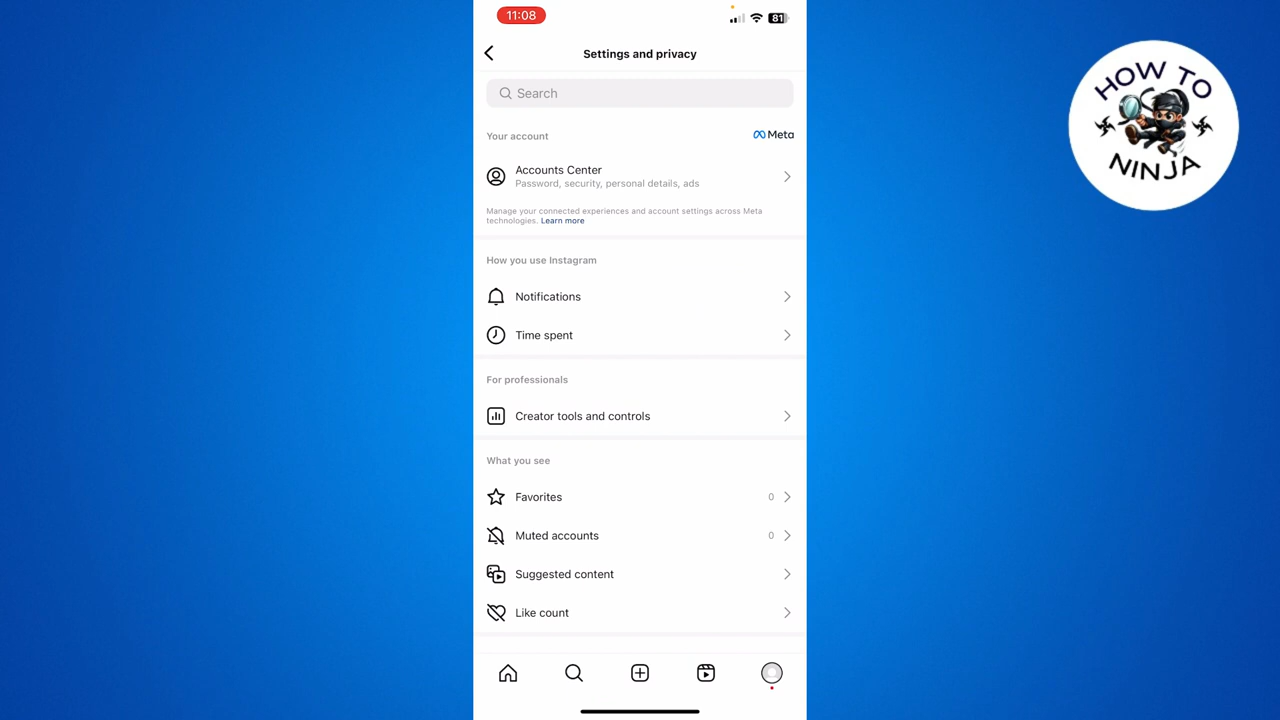 11:08
81
Settings and privacy
Search
Your account
Meta
Accounts Center
Password, security, personal details, ads
Manage your connected experiences and account settings across Meta
technologies. Learn more
How you use Instagram
Notifications
Time spent
For professionals
Creator tools and controls
What you see
Favorites 0
Muted accounts 0
Suggested content
Like count
HOW TO
NINJA